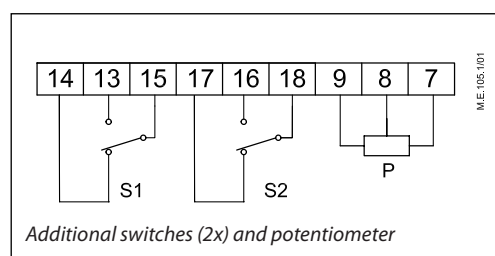 14 13 15 17 16 18 9 8 7
M.E.105.1/01
S1 S2 P
Additional switches (2x) and potentiometer